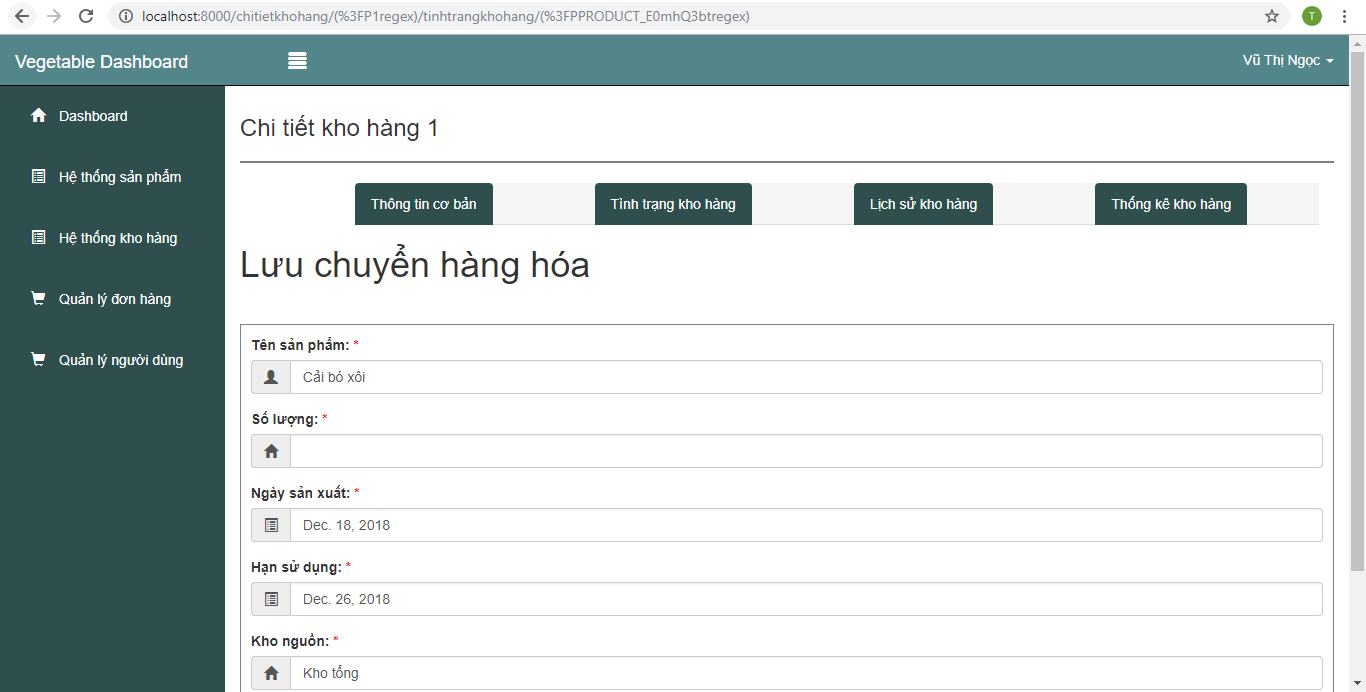 localhost:8000/chitietkhohang/(%3FP1regex)/tinhtrangkhohang/(%3FPPRODUCT_E0mhQ3btregex)
T
Vegetable Dashboard
Vũ Thị Ngọc
Dashboard
Hệ thống sản phẩm
Hệ thống kho hàng
Quản lý đơn hàng
Quản lý người dùng
Chi tiết kho hàng 1
Thông tin cơ bản
Tình trạng kho hàng
Lịch sử kho hàng
Thống kê kho hàng
Lưu chuyển hàng hóa
Tên sản phẩm: *
Cải bó xôi
Số lượng: *
Ngày sản xuất: *
Dec. 18, 2018
Hạn sử dụng: *
Dec. 26, 2018
Kho nguồn: *
Kho tổng